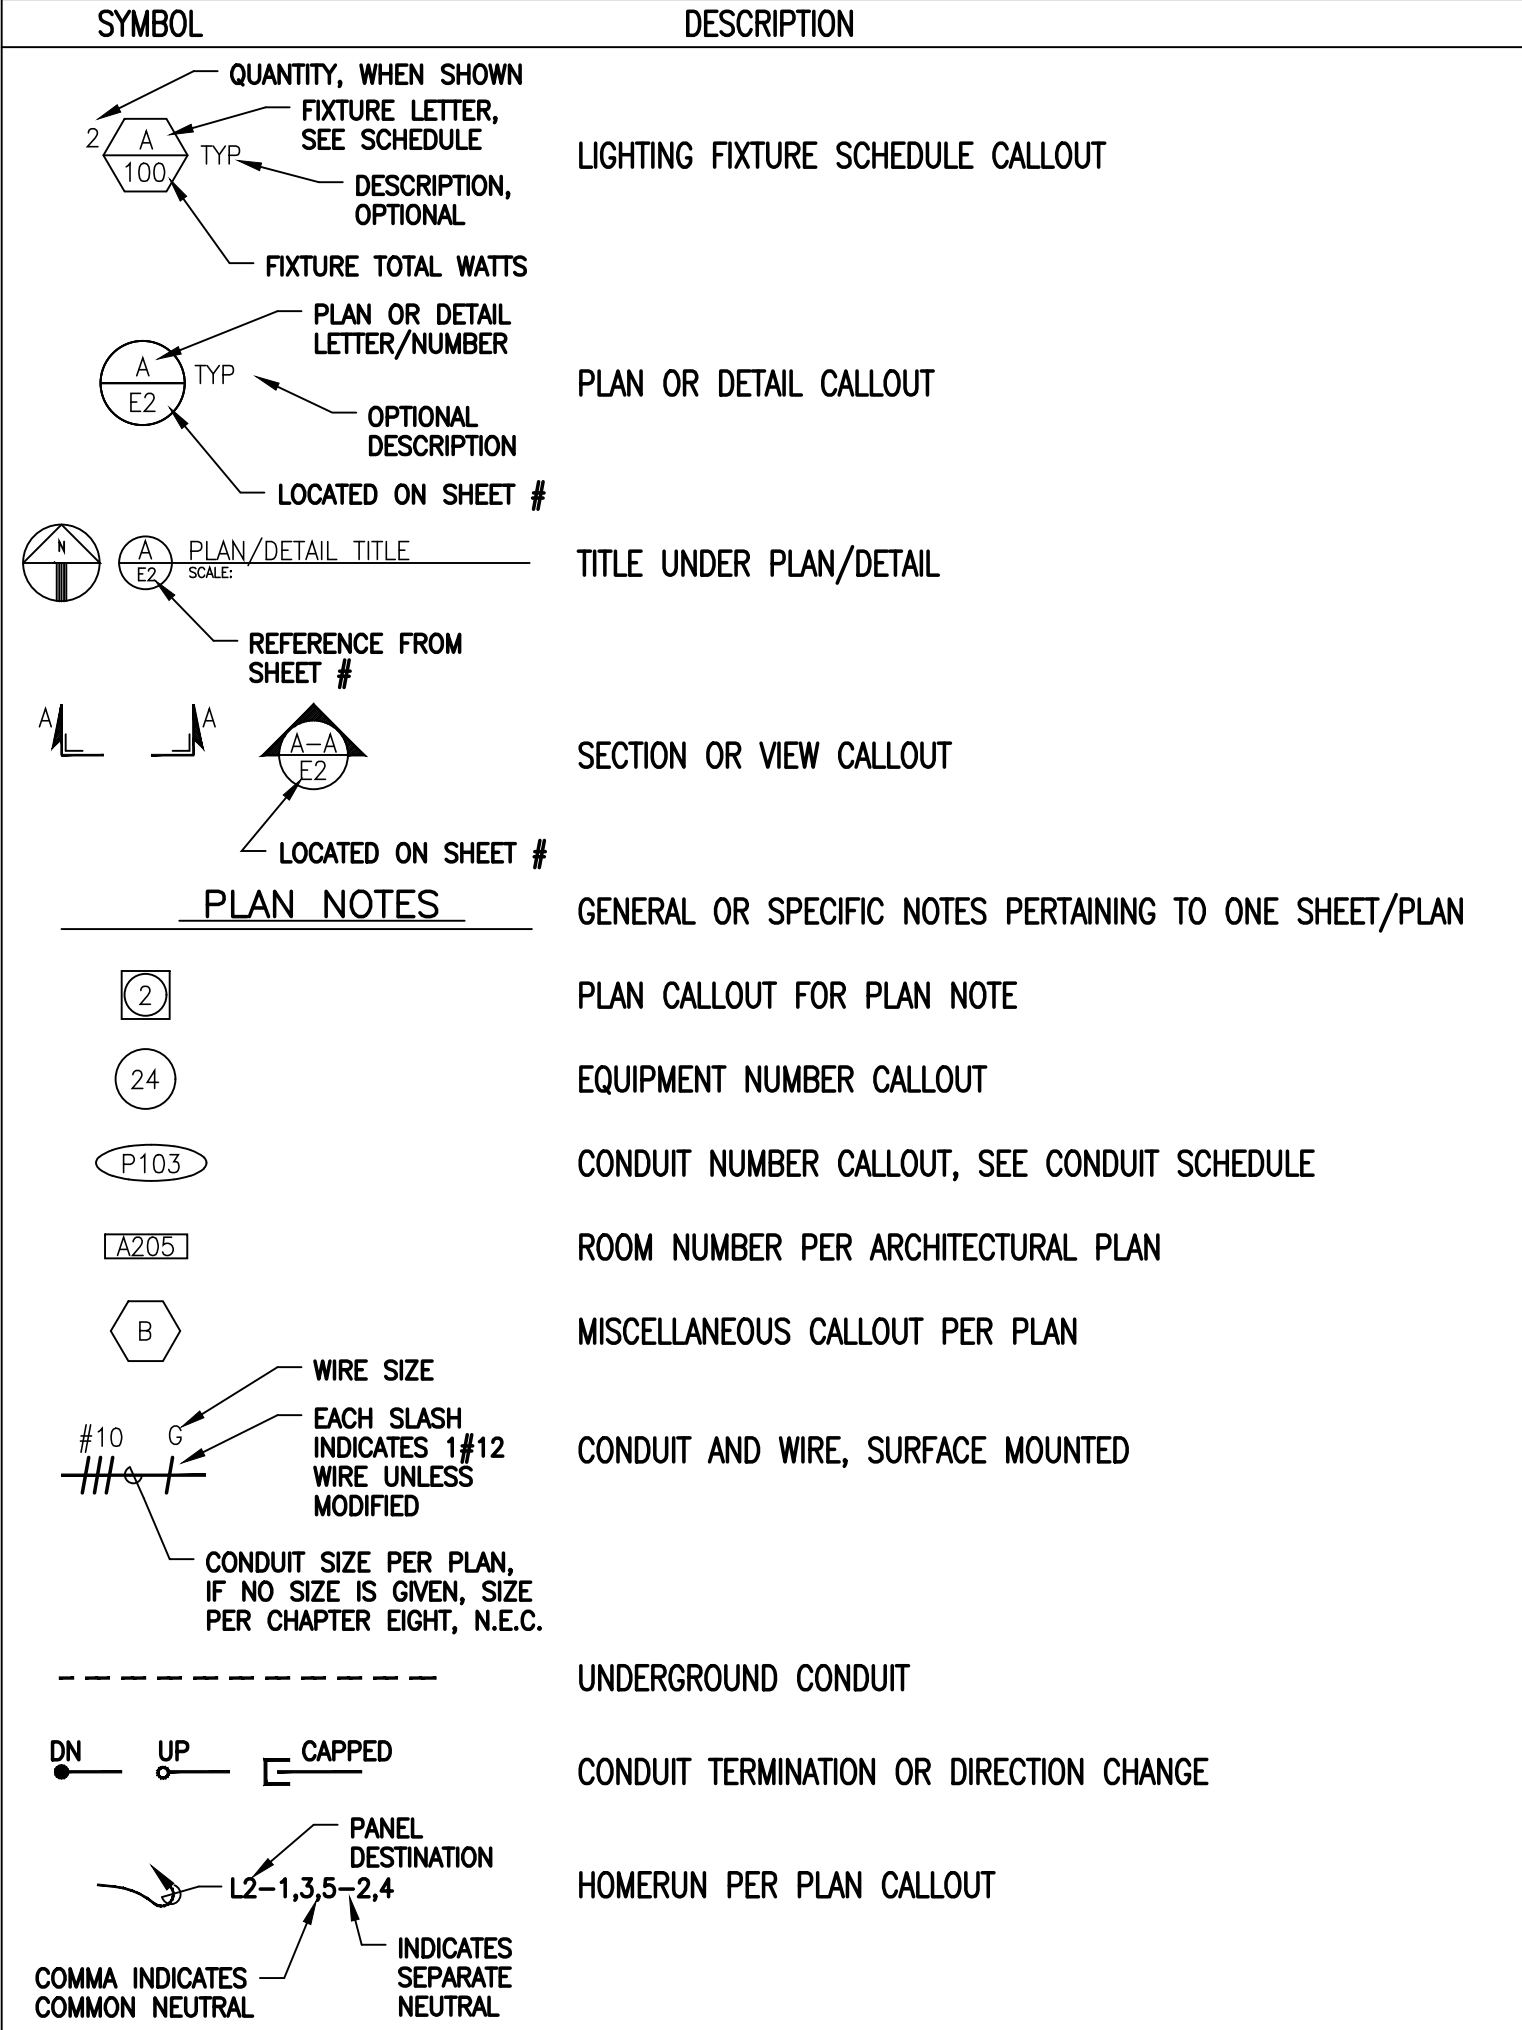 SYMBOL
DESCRIPTION
QUANTITY, WHEN SHOWN
FIXTURE LETTER,
SEE SCHEDULE
2
A
100
TYP
DESCRIPTION,
OPTIONAL
FIXTURE TOTAL WATTS
LIGHTING FIXTURE SCHEDULE CALLOUT
PLAN OR DETAIL
LETTER/NUMBER
A
E2
TYP
OPTIONAL
DESCRIPTION
LOCATED ON SHEET #
PLAN OR DETAIL CALLOUT
N
A
E2
PLAN/DETAIL TITLE
SCALE:
REFERENCE FROM
SHEET #
TITLE UNDER PLAN/DETAIL
A
A
A-A
E2
LOCATED ON SHEET #
SECTION OR VIEW CALLOUT
PLAN NOTES
GENERAL OR SPECIFIC NOTES PERTAINING TO ONE SHEET/PLAN
2
PLAN CALLOUT FOR PLAN NOTE
24
EQUIPMENT NUMBER CALLOUT
P103
CONDUIT NUMBER CALLOUT, SEE CONDUIT SCHEDULE
A205
ROOM NUMBER PER ARCHITECTURAL PLAN
B
MISCELLANEOUS CALLOUT PER PLAN
WIRE SIZE
#10 G
EACH SLASH
INDICATES 1#12
WIRE UNLESS
MODIFIED
CONDUIT SIZE PER PLAN,
IF NO SIZE IS GIVEN, SIZE
PER CHAPTER EIGHT, N.E.C.
CONDUIT AND WIRE, SURFACE MOUNTED
UNDERGROUND CONDUIT
DN UP CAPPED
CONDUIT TERMINATION OR DIRECTION CHANGE
PANEL
DESTINATION
L2-1,3,5-2,4
HOMERUN PER PLAN CALLOUT
INDICATES
SEPARATE
NEUTRAL
COMMA INDICATES
COMMON NEUTRAL